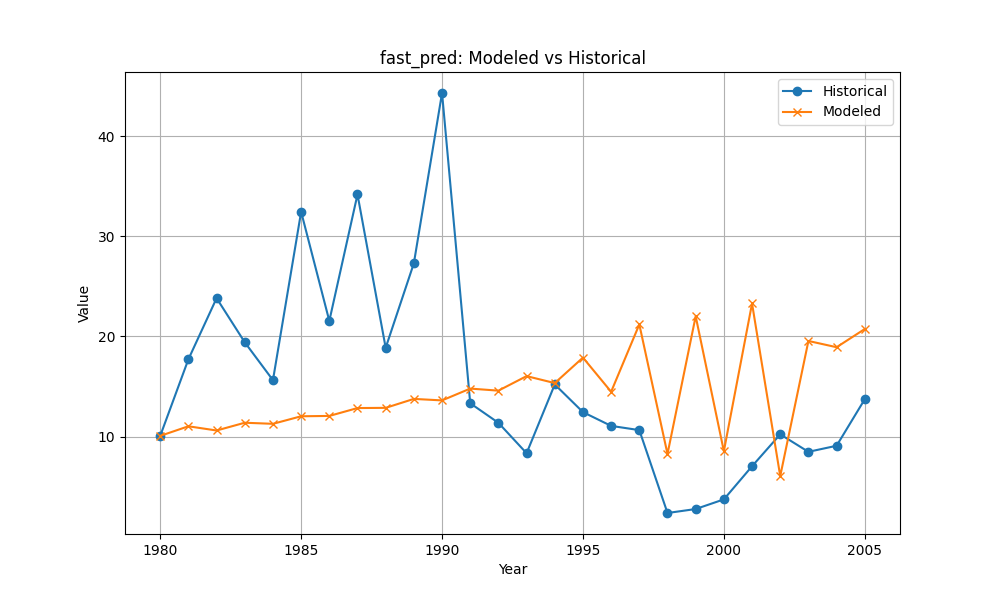 fast_pred: Modeled vs Historical
Historical
Modeled
Value
40
30
20
10
1980
1985
1990
1995
2000
2005
Year